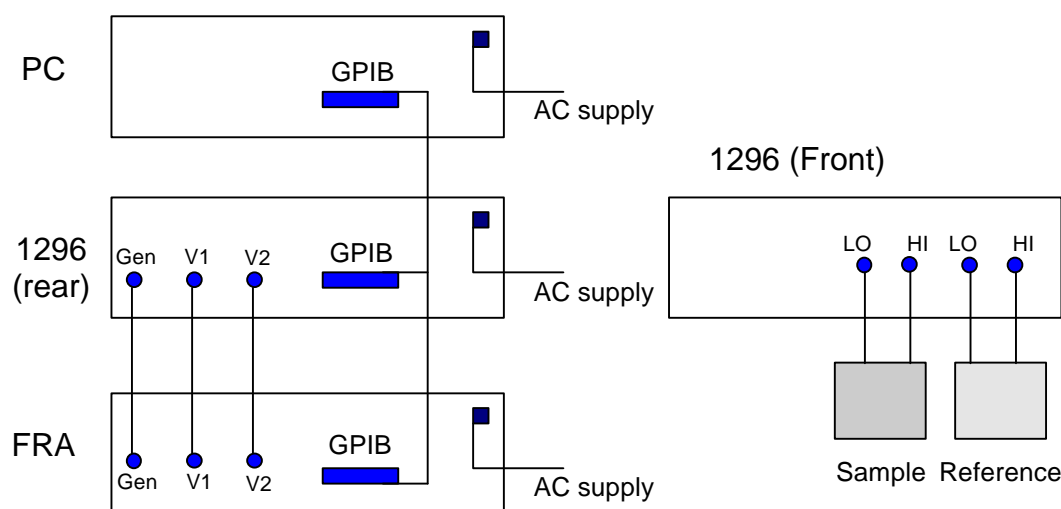 PC
GPIB
AC supply
1296 (Front)
1296
(rear)
Gen V1 V2
GPIB
AC supply
LO HI LO HI
FRA
Gen V1 V2
GPIB
AC supply
Sample Reference